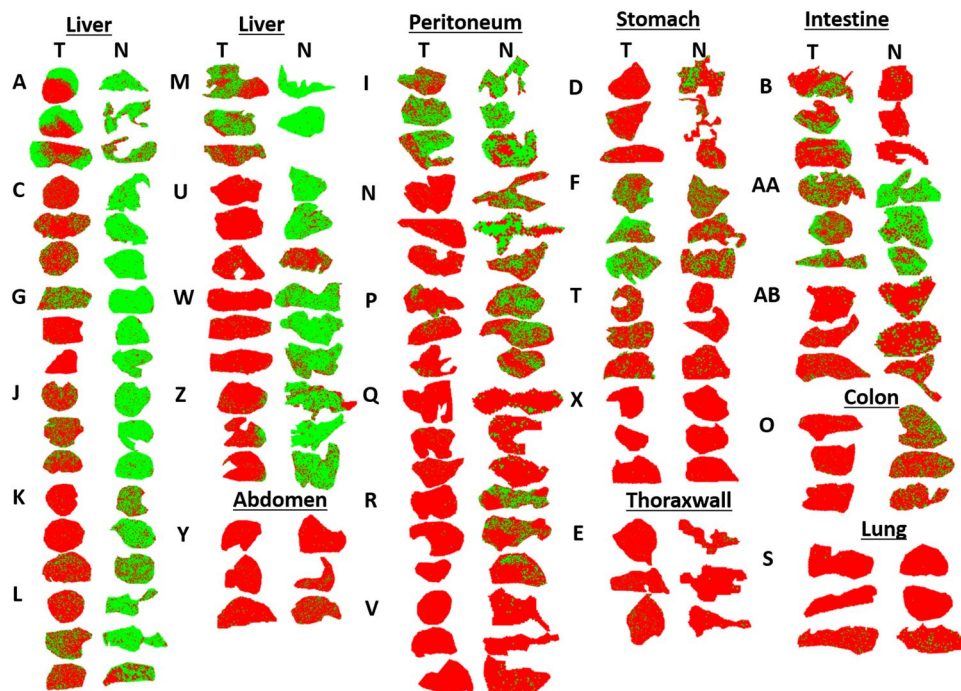 Liver Liver Peritoneum Stomach Intestine
T N T N T N T N T N
A M I D B
C U N F AA
G W P T AB
J Z Q X Colon
O
K Abdomen R Thoraxwall
Y E Lung
S
L V